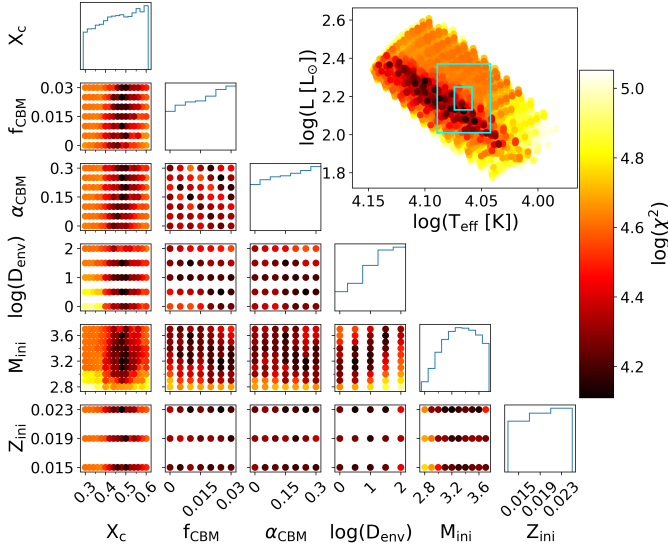 X_c
f_CBM
0.03
0.015
0
α_CBM
0.3
0.15
0
log(D_env)
2
1
0
M_ini
3.6
3.2
2.8
Z_ini
0.023
0.019
0.015
0.3 0.4 0.5 0.6
0 0.015 0.03
0 0.15 0.3
0 1 2
2.8 3.2 3.6
0.015 0.019 0.023
X_c f_CBM α_CBM log(D_env) M_ini Z_ini
log(L [L_⊙])
2.6
2.4
2.2
2.0
1.8
4.15 4.10 4.05 4.00
log(T_eff [K])
5.0
4.8
4.6
4.4
4.2
log(χ²)